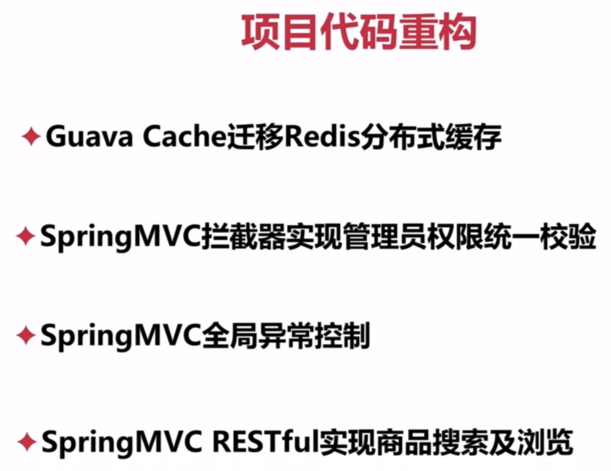 项目代码重构
Guava Cache迁移Redis分布式缓存
SpringMVC拦截器实现管理员权限统一校验
SpringMVC全局异常控制
SpringMVC RESTful实现商品搜索及浏览